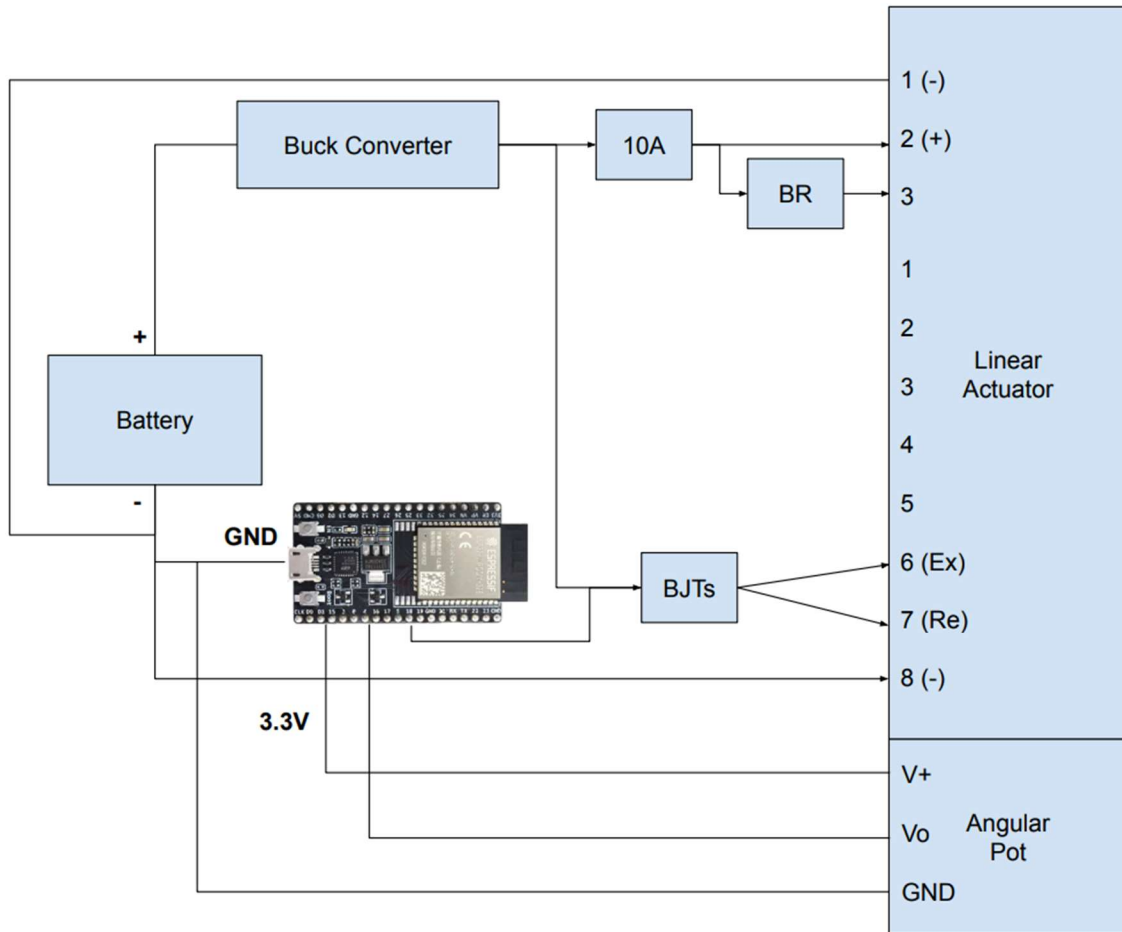 1 (-)
Buck Converter
10A
2 (+)
BR
3
1
2
+
3
Linear
Actuator
Battery
4
-
5
GND
6 (Ex)
BJTs
7 (Re)
8 (-)
3.3V
V+
Vo
Angular
Pot
GND